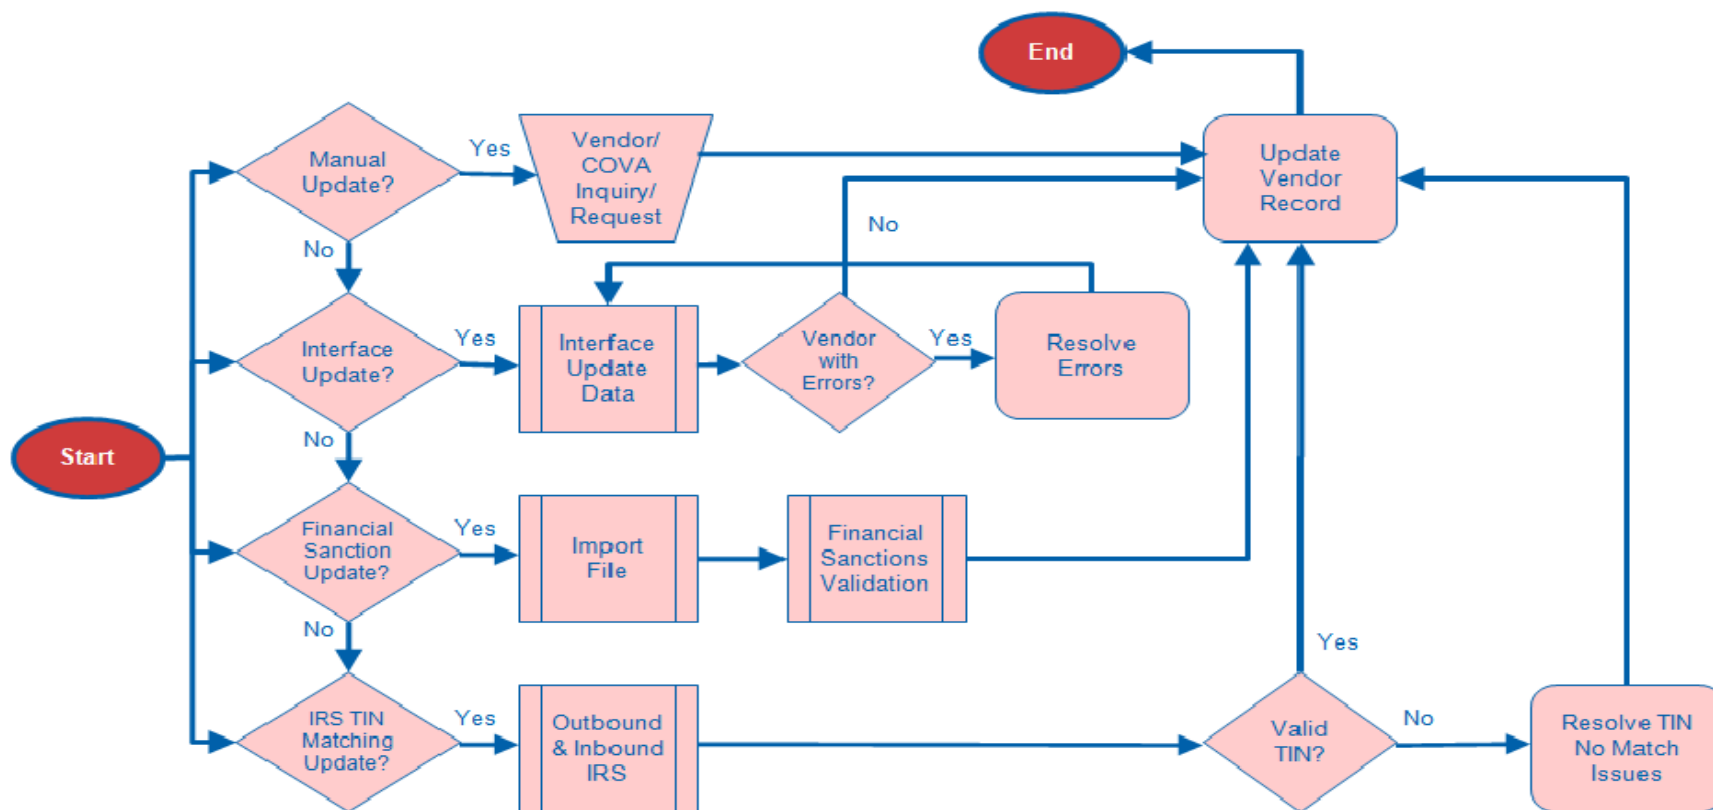 End
Manual
Update?
Yes
Vendor/
COVA
Inquiry/
Request
Update
Vendor
Record
No
No
Interface
Update?
Yes
Interface
Update
Data
Vendor
with
Errors?
Yes
Resolve
Errors
No
Start
Financial
Sanction
Update?
Yes
Import
File
Financial
Sanctions
Validation
No
Yes
IRS TIN
Matching
Update?
Yes
Outbound
& Inbound
IRS
Valid
TIN?
No
Resolve TIN
No Match
Issues